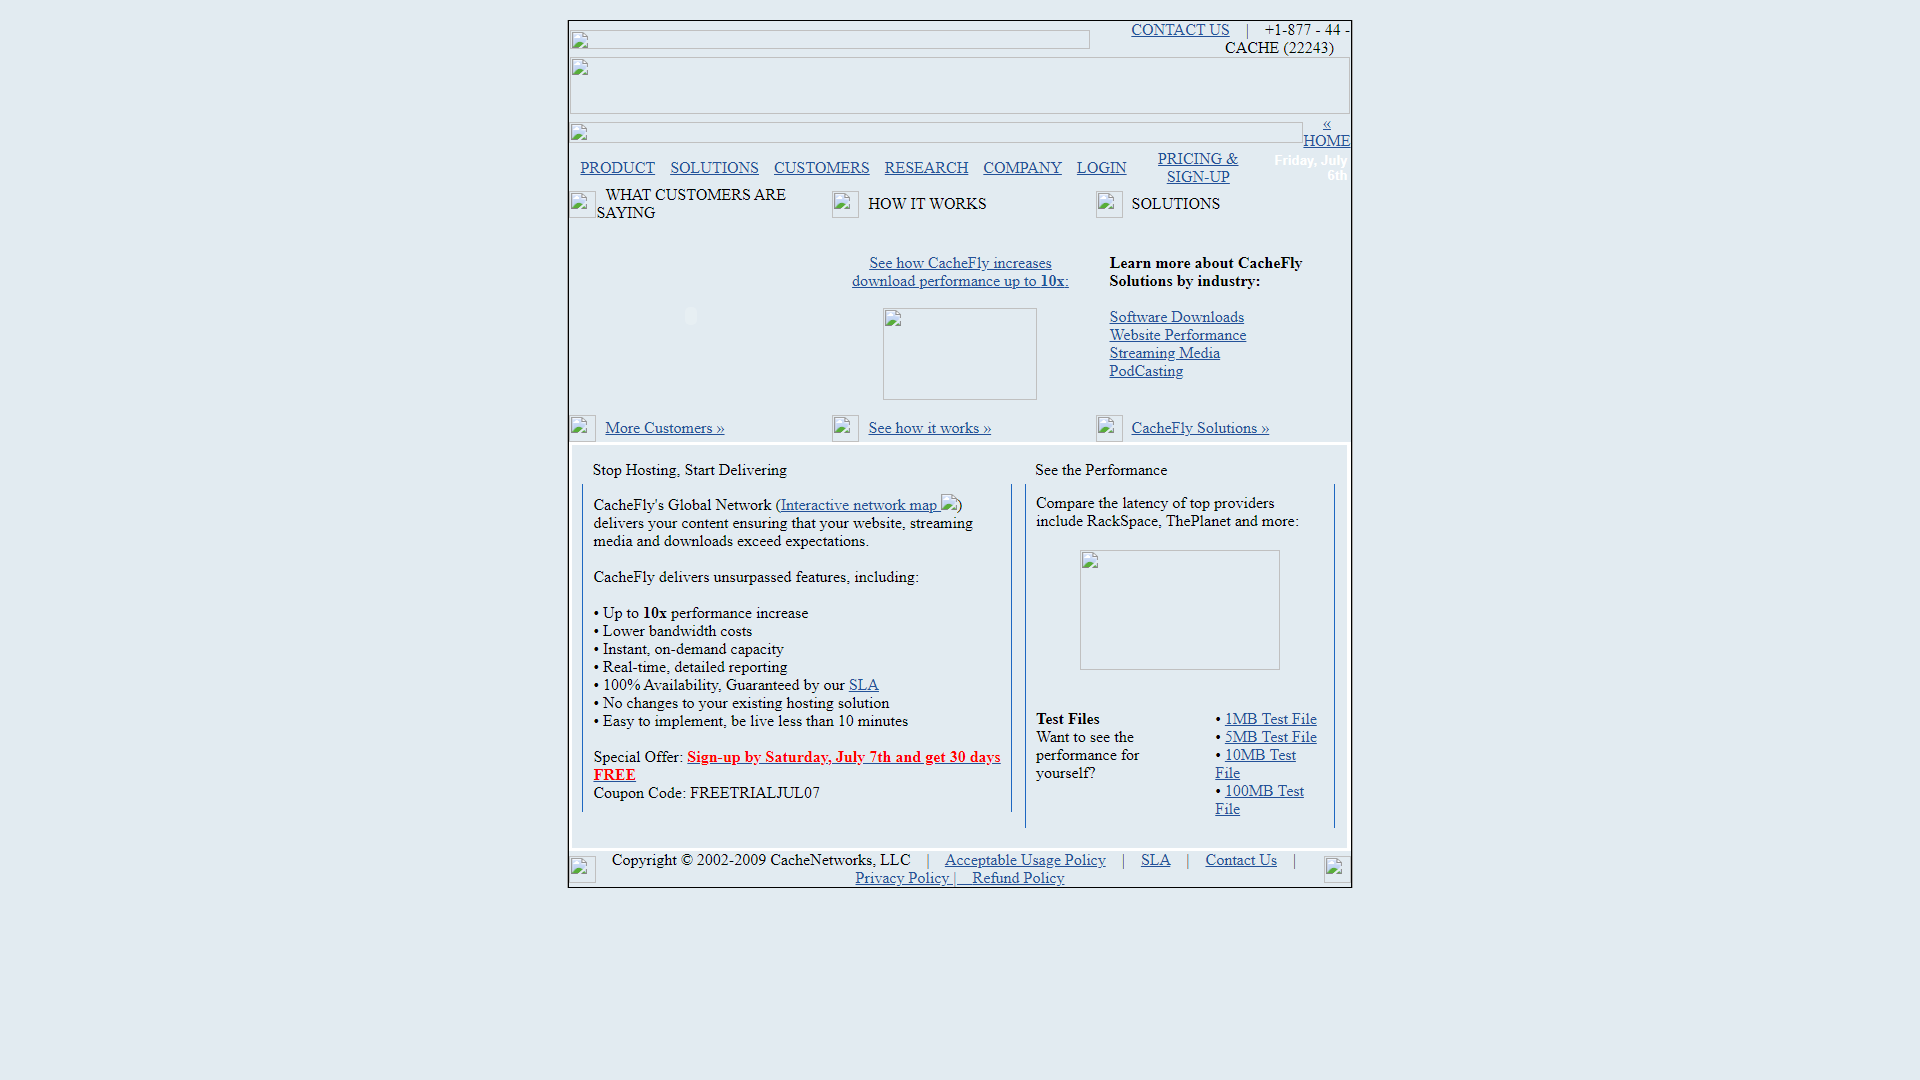 CONTACT US | +1-877 - 44 -
CACHE (22243)
«
HOME
PRODUCT SOLUTIONS CUSTOMERS RESEARCH COMPANY LOGIN
PRICING &
SIGN-UP
Friday, July
6th
WHAT CUSTOMERS ARE
SAYING
HOW IT WORKS
SOLUTIONS
See how CacheFly increases
download performance up to 10x:
Learn more about CacheFly
Solutions by industry:
Software Downloads
Website Performance
Streaming Media
PodCasting
More Customers »
See how it works »
CacheFly Solutions »
Stop Hosting, Start Delivering
CacheFly's Global Network (Interactive network map )
delivers your content ensuring that your website, streaming
media and downloads exceed expectations.
CacheFly delivers unsurpassed features, including:
• Up to 10x performance increase
• Lower bandwidth costs
• Instant, on-demand capacity
• Real-time, detailed reporting
• 100% Availability, Guaranteed by our SLA
• No changes to your existing hosting solution
• Easy to implement, be live less than 10 minutes
Special Offer: Sign-up by Saturday, July 7th and get 30 days
FREE
Coupon Code: FREETRIALJUL07
See the Performance
Compare the latency of top providers
include RackSpace, ThePlanet and more:
Test Files
Want to see the
performance for
yourself?
• 1MB Test File
• 5MB Test File
• 10MB Test
File
• 100MB Test
File
Copyright © 2002-2009 CacheNetworks, LLC | Acceptable Usage Policy | SLA | Contact Us |
Privacy Policy | Refund Policy